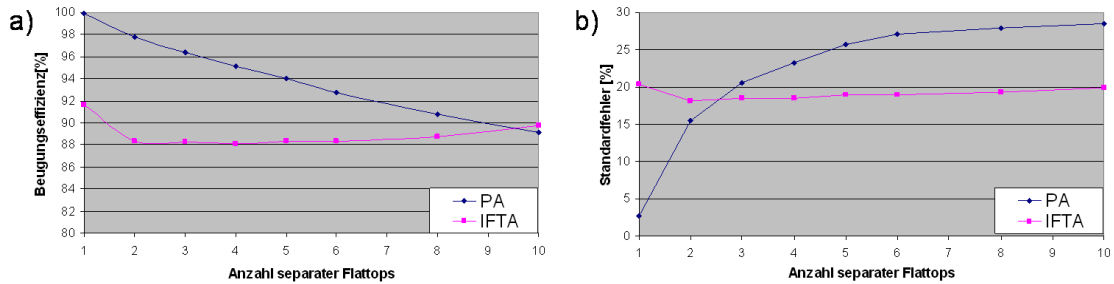 a)
Beugungseffizienz[%]
100
98
96
94
92
90
88
86
84
82
80
1 2 3 4 5 6 7 8 9 10
Anzahl separater Flattops
PA
IFTA
b)
Standardfehler [%]
30
25
20
15
10
5
0
1 2 3 4 5 6 7 8 9 10
Anzahl separater Flattops
PA
IFTA